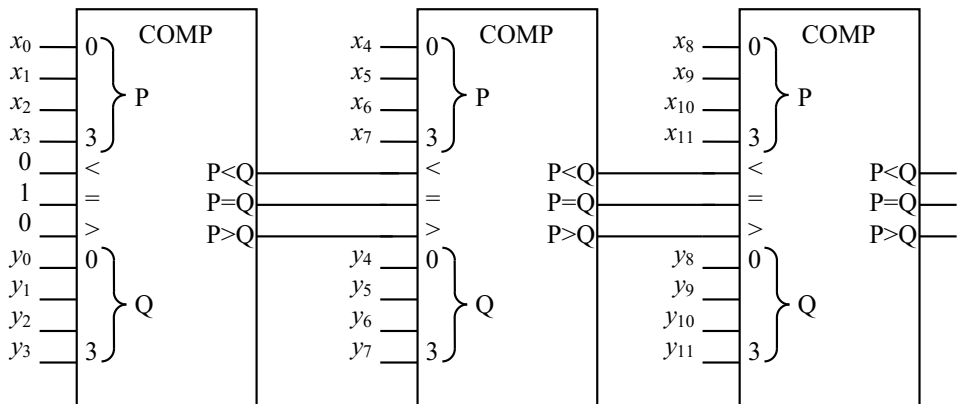 COMP COMP COMP
x0 0 x4 0 x8 0
x1 x5 x9
P P P
x2 x6 x10
x3 3 x7 3 x11 3
0 < P<Q < P<Q < P<Q
1 = P=Q = P=Q = P=Q
0 > P>Q > P>Q > P>Q
y0 0 y4 0 y8 0
y1 y5 y9
Q Q Q
y2 y6 y10
y3 3 y7 3 y11 3